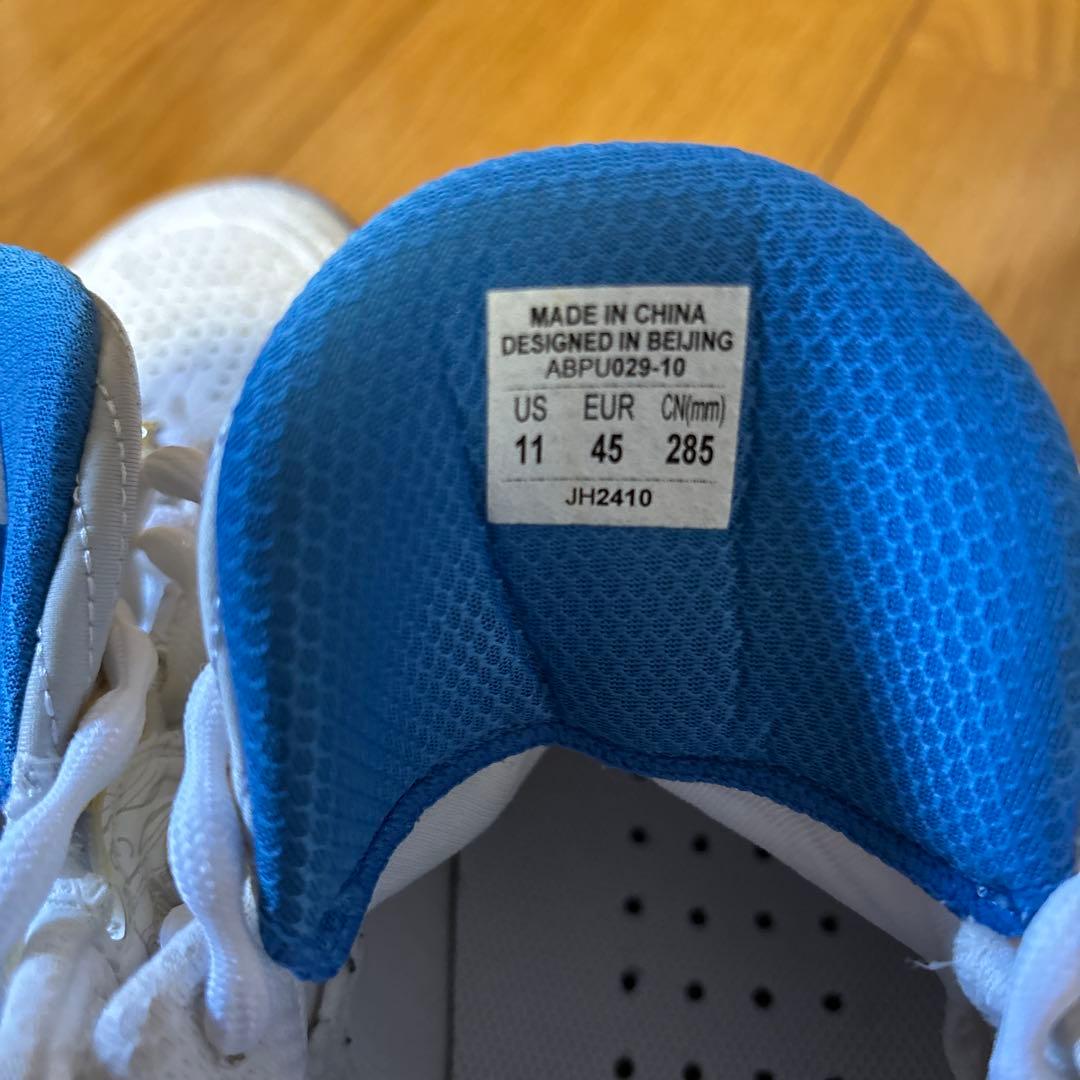 MADE IN CHINA
DESIGNED IN BEIJING
ABPU029-10
US EUR CN(mm)
11 45 285
JH2410